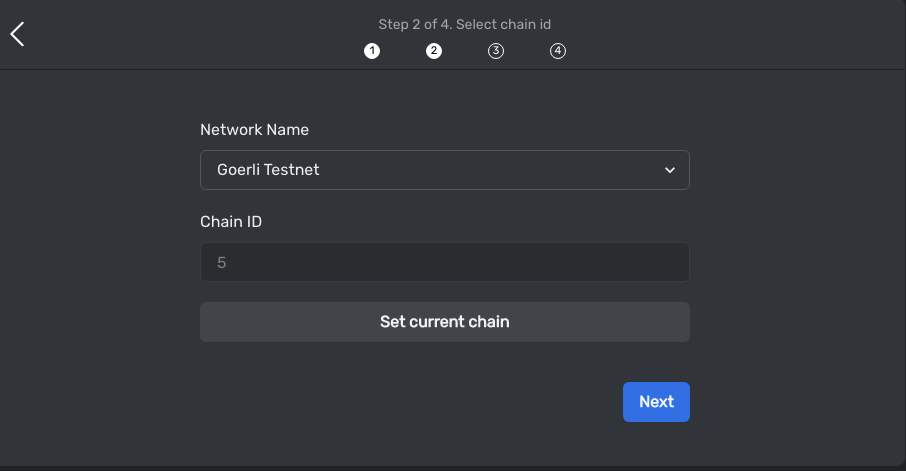 Step 2 of 4. Select chain id
1 2 3 4
Network Name
Goerli Testnet
Chain ID
5
Set current chain
Next